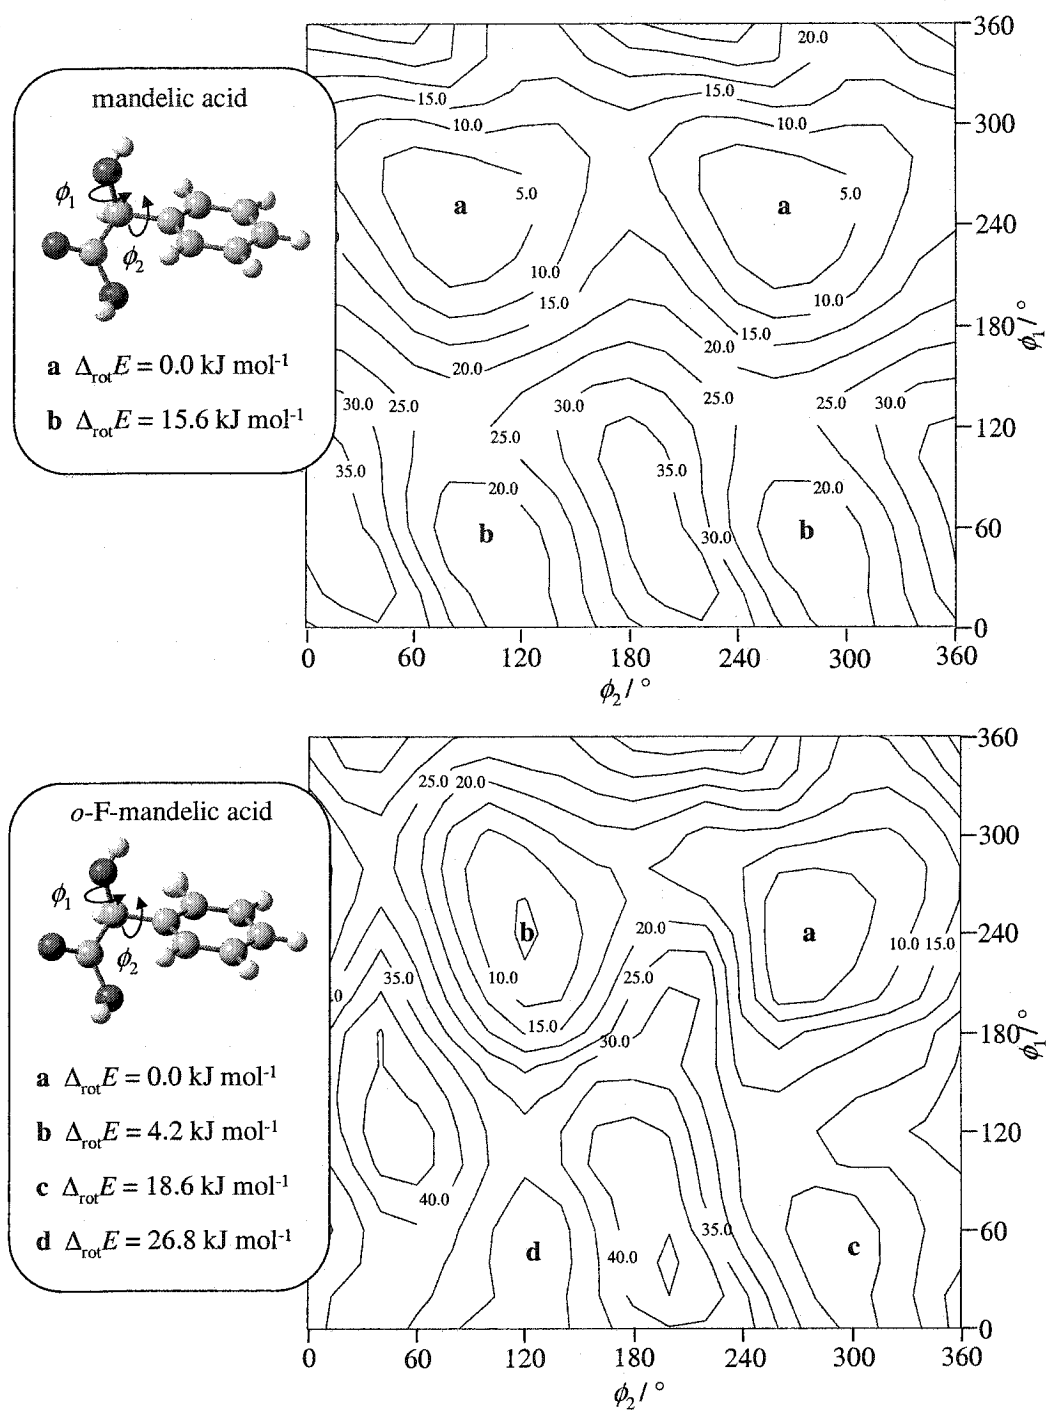 mandelic acid
ϕ1
ϕ2
a ΔrotE = 0.0 kJ mol-1
b ΔrotE = 15.6 kJ mol-1
20.0
15.0
15.0
10.0
10.0
5.0
5.0
a
a
10.0
10.0
15.0
15.0
20.0
20.0
30.0
25.0
30.0
25.0
25.0
30.0
25.0
35.0
35.0
20.0
20.0
b
b
30.0
360
300
240
180
120
60
0
ϕ1/°
0
60
120
180
240
300
360
ϕ2/°
o-F-mandelic acid
ϕ1
ϕ2
a ΔrotE = 0.0 kJ mol-1
b ΔrotE = 4.2 kJ mol-1
c ΔrotE = 18.6 kJ mol-1
d ΔrotE = 26.8 kJ mol-1
25.0
20.0
b
20.0
a
10.0
15.0
.0
35.0
10.0
25.0
15.0
30.0
40.0
35.0
d
40.0
c
360
300
240
180
120
60
0
ϕ1/°
0
60
120
180
240
300
360
ϕ2/°